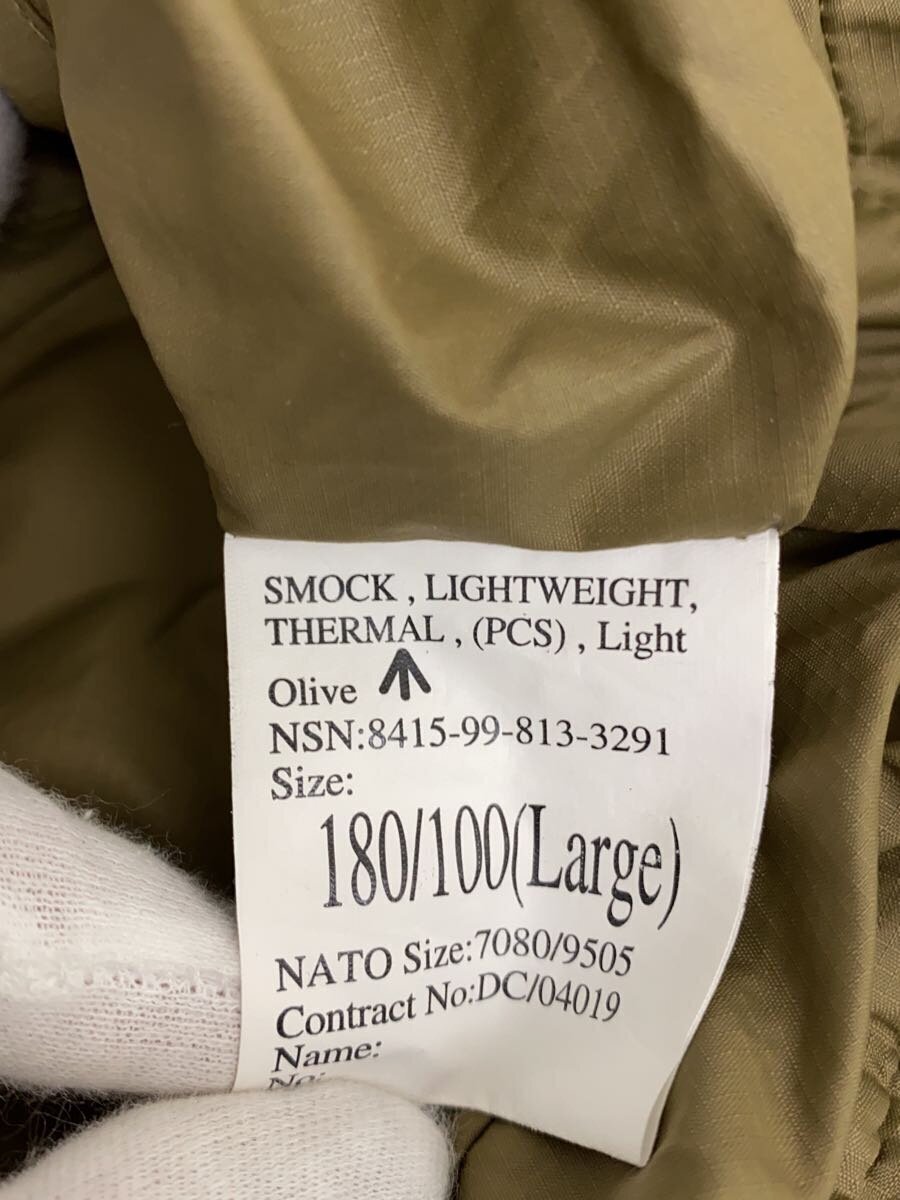 SMOCK , LIGHTWEIGHT,
THERMAL , (PCS) , Light
Olive
NSN:8415-99-813-3291
Size:
180/100(Large)
NATO Size:7080/9505
Contract No:DC/04019
Name:
No: